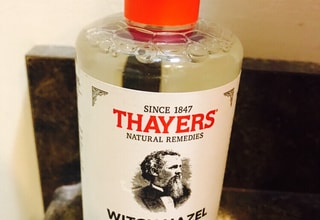 SINCE 1847
THAYERS
NATURAL REMEDIES
WITCH HAZEL